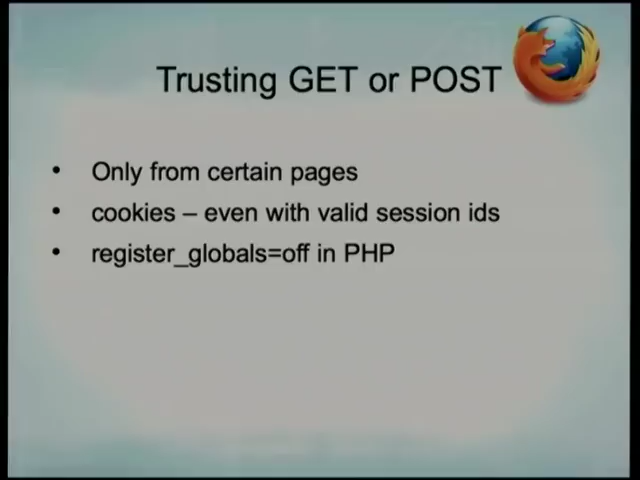 Trusting GET or POST
• Only from certain pages
• cookies – even with valid session ids
• register_globals=off in PHP